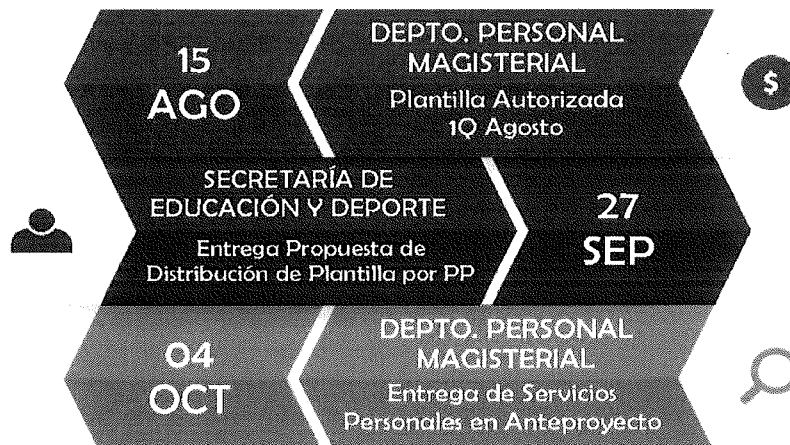 15
AGO
DEPTO. PERSONAL
MAGISTERIAL
Plantilla Autorizada
1Q Agosto
$
SECRETARÍA DE
EDUCACIÓN Y DEPORTE
Entrega Propuesta de
Distribución de Plantilla por PP
27
SEP
04
OCT
DEPTO. PERSONAL
MAGISTERIAL
Entrega de Servicios
Personales en Anteproyecto